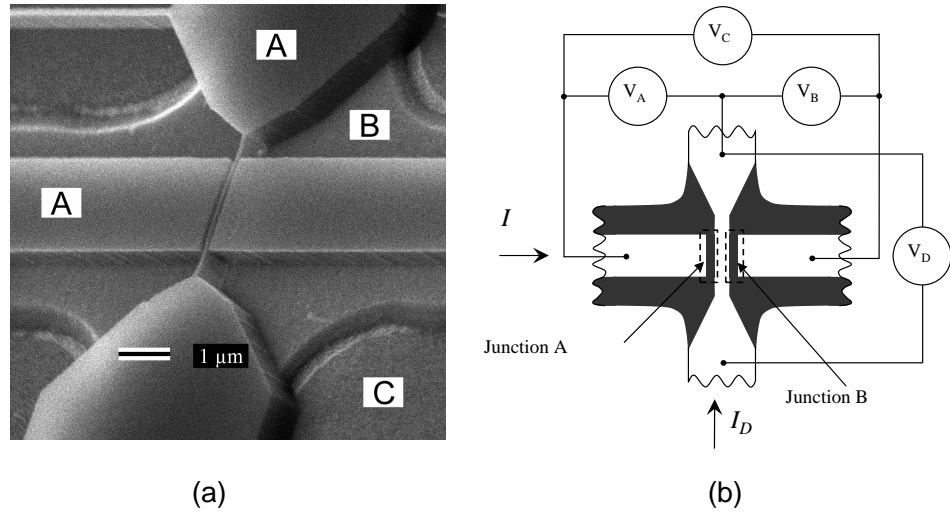 A
B
A
1 µm
C
(a)
V_C
V_A
V_B
I
V_D
Junction A
Junction B
I_D
(b)